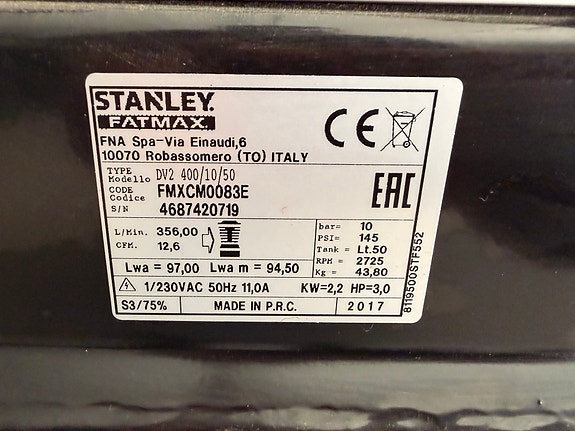 STANLEY.
FATMAX.
FNA Spa-Via Einaudi,6
10070 Robassomero (TO) ITALY
CE
TYPE
Modello
DV2 400/10/50
CODE
Codice
FMXCM0083E
S/N
4687420719
EAC
L/Min. 356,00
CFM. 12,6
bar= 10
PSI= 145
Tank = Lt.50
RPM = 2725
Kg = 43,80
Lwa = 97,00 Lwa m = 94,50
1/230VAC 50Hz 11,0A KW=2,2 HP=3,0
S3/75% MADE IN P.R.C. 2017
8119500STF552